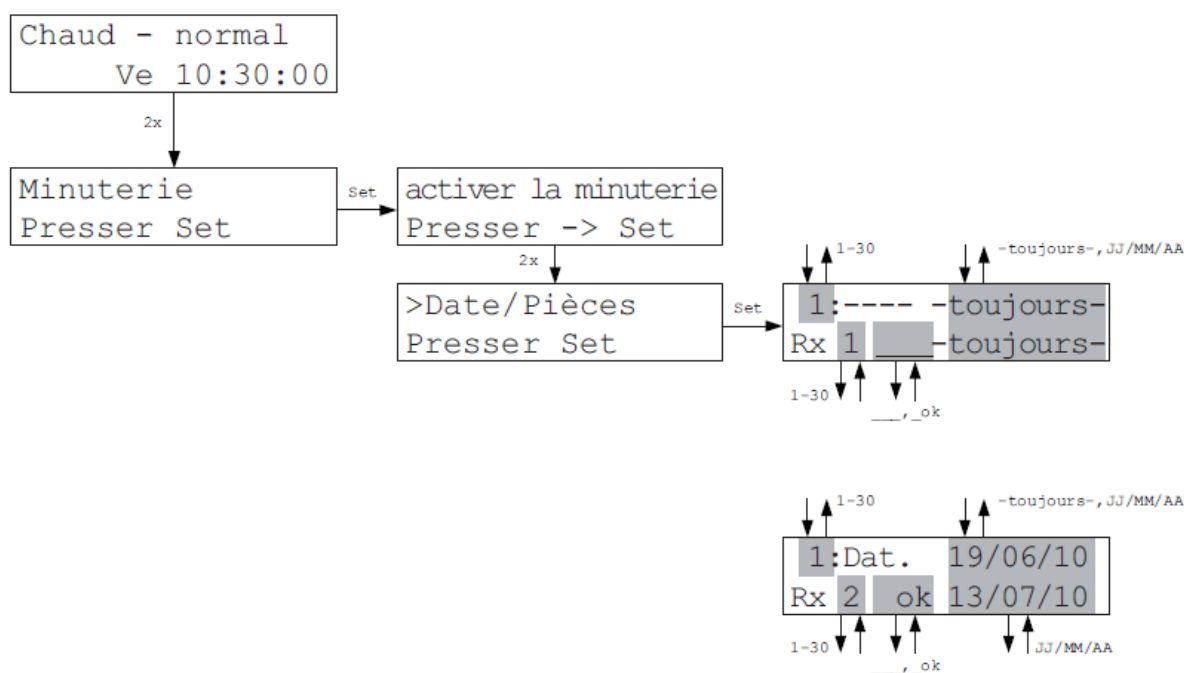 Chaud - normal
Ve 10:30:00
2x
Minuterie
Presser Set
Set
activer la minuterie
Presser -> Set
2x
>Date/Pièces
Presser Set
Set
1-30
-toujours-,JJ/MM/AA
1:---- -toujours-
Rx 1 ___-toujours-
1-30
___,_ok
1-30
-toujours-,JJ/MM/AA
1:Dat. 19/06/10
Rx 2 ok 13/07/10
1-30
JJ/MM/AA
___,_ok